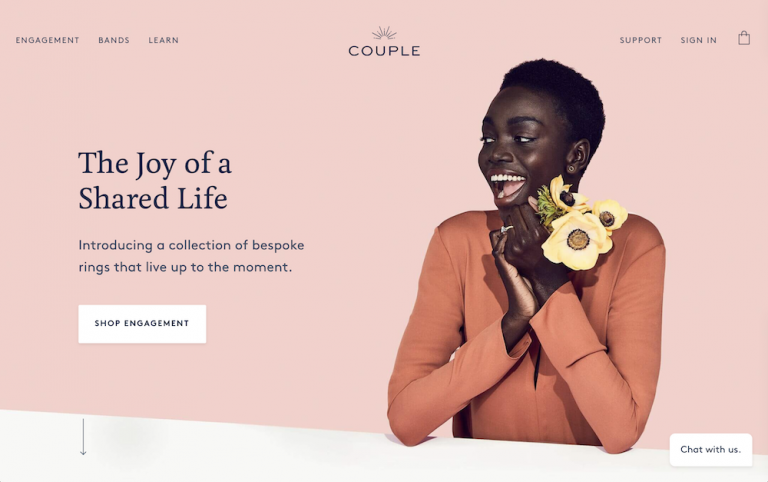 ENGAGEMENT BANDS LEARN
COUPLE
SUPPORT SIGN IN
The Joy of a
Shared Life
Introducing a collection of bespoke
rings that live up to the moment.
SHOP ENGAGEMENT
Chat with us.